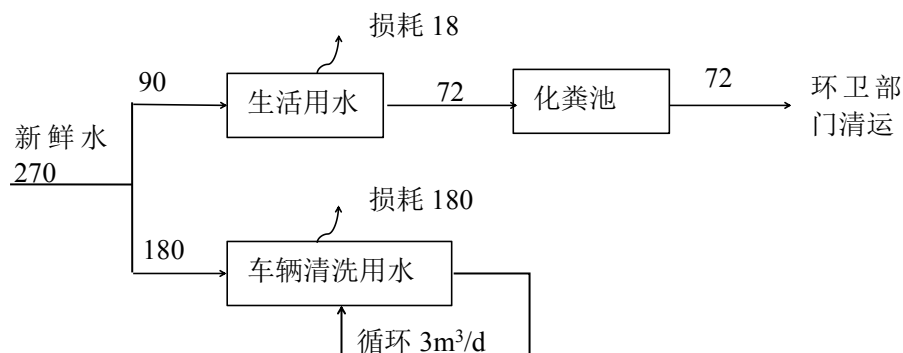 损耗 18
90
生活用水
72
化粪池
72
环卫部
门清运
新鲜水
270
损耗 180
180
车辆清洗用水
循环 3m³/d